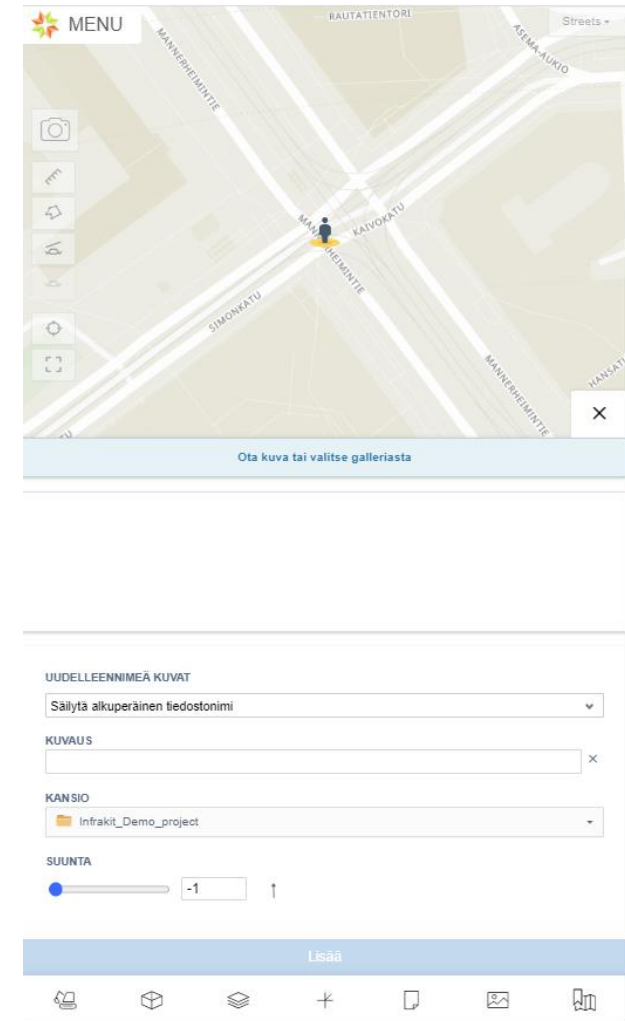 MENU
RAUTATIENTORI
Streets
ASEMA-AUKIO
MANNERHEIMINTIE
MANNERHEIMINTIE
KAIVOKATU
SIMONKATU
MANNERHEIMINTIE
Ota kuva tai valitse galleriasta
UUDELLEENNIMEÄ KUVAT
Säilytä alkuperäinen tiedostonimi
KUVAUS
KANSIO
Infrakit_Demo_project
SUUNTA
-1
Lisää